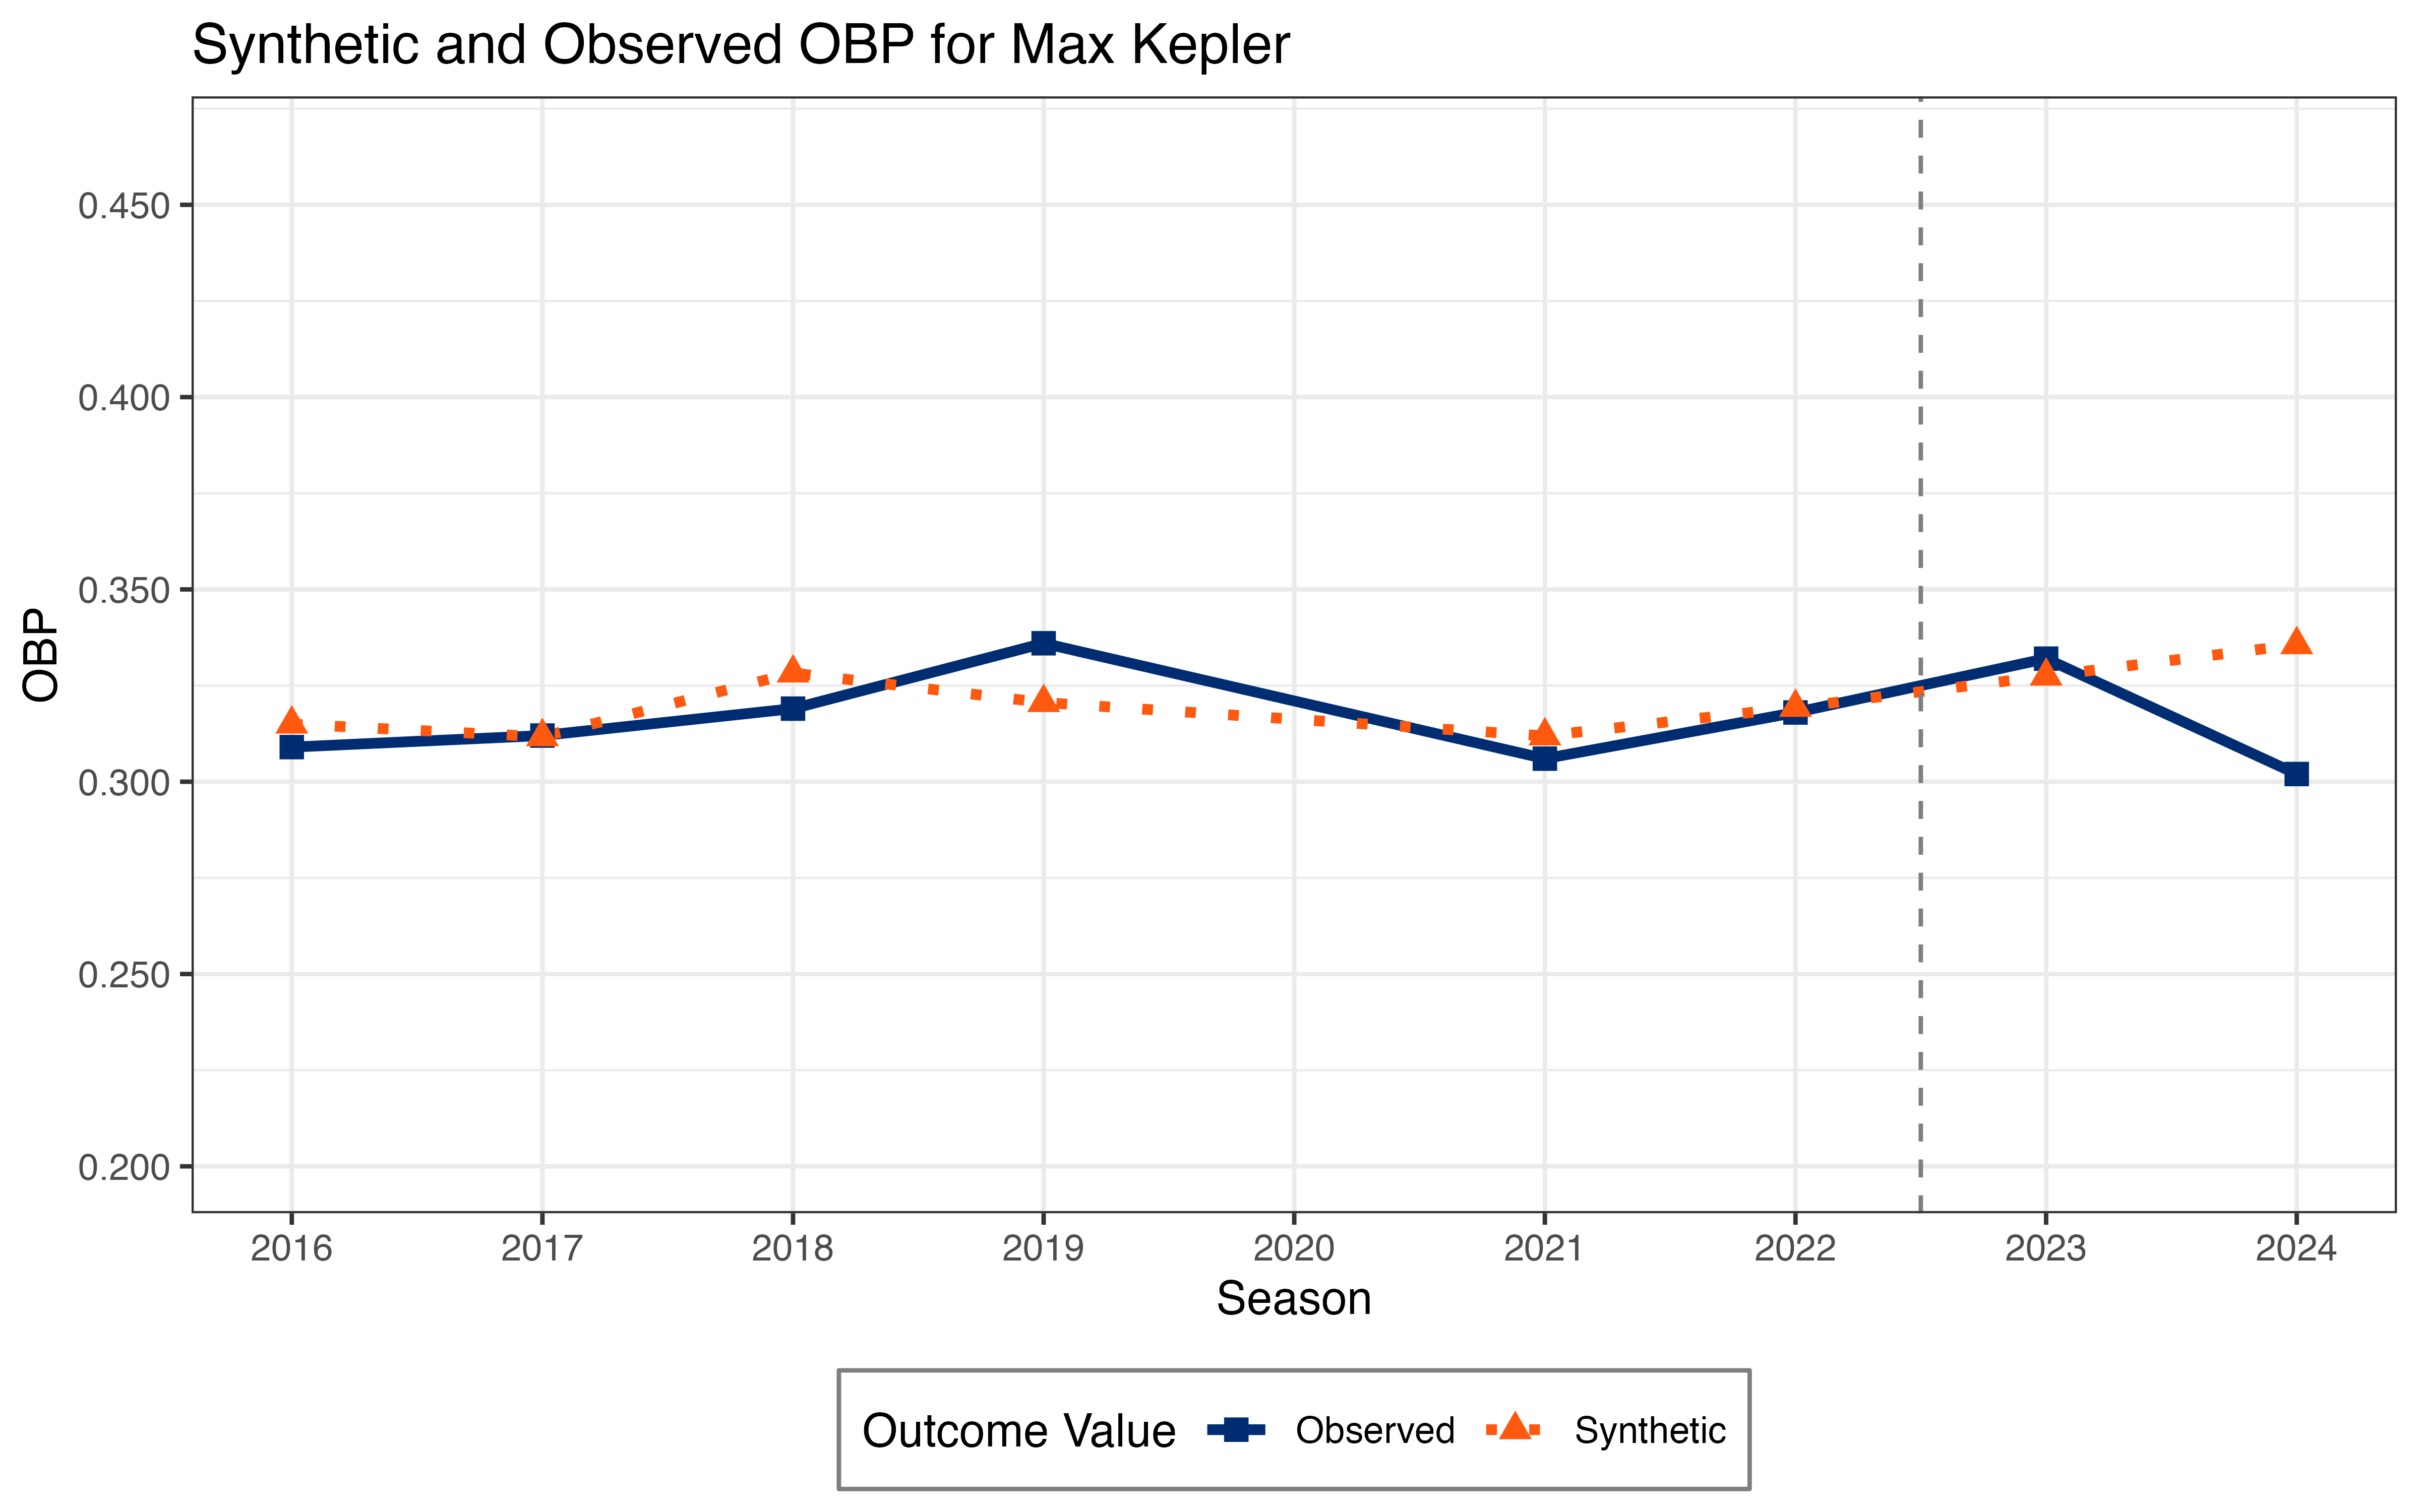 Synthetic and Observed OBP for Max Kepler
OBP
0.450
0.400
0.350
0.300
0.250
0.200
2016 2017 2018 2019 2020 2021 2022 2023 2024
Season
Outcome Value Observed Synthetic